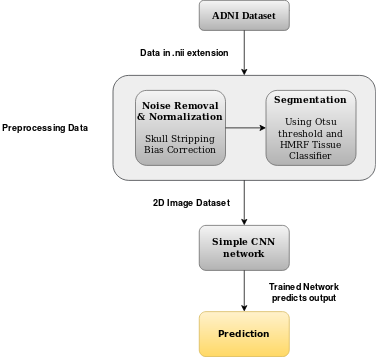 ADNI Dataset
Data in .nii extension
Preprocessing Data
Noise Removal
& Normalization
Skull Stripping
Bias Correction
Segmentation
Using Otsu
threshold and
HMRF Tissue
Classifier
2D Image Dataset
Simple CNN
network
Trained Network
predicts output
Prediction